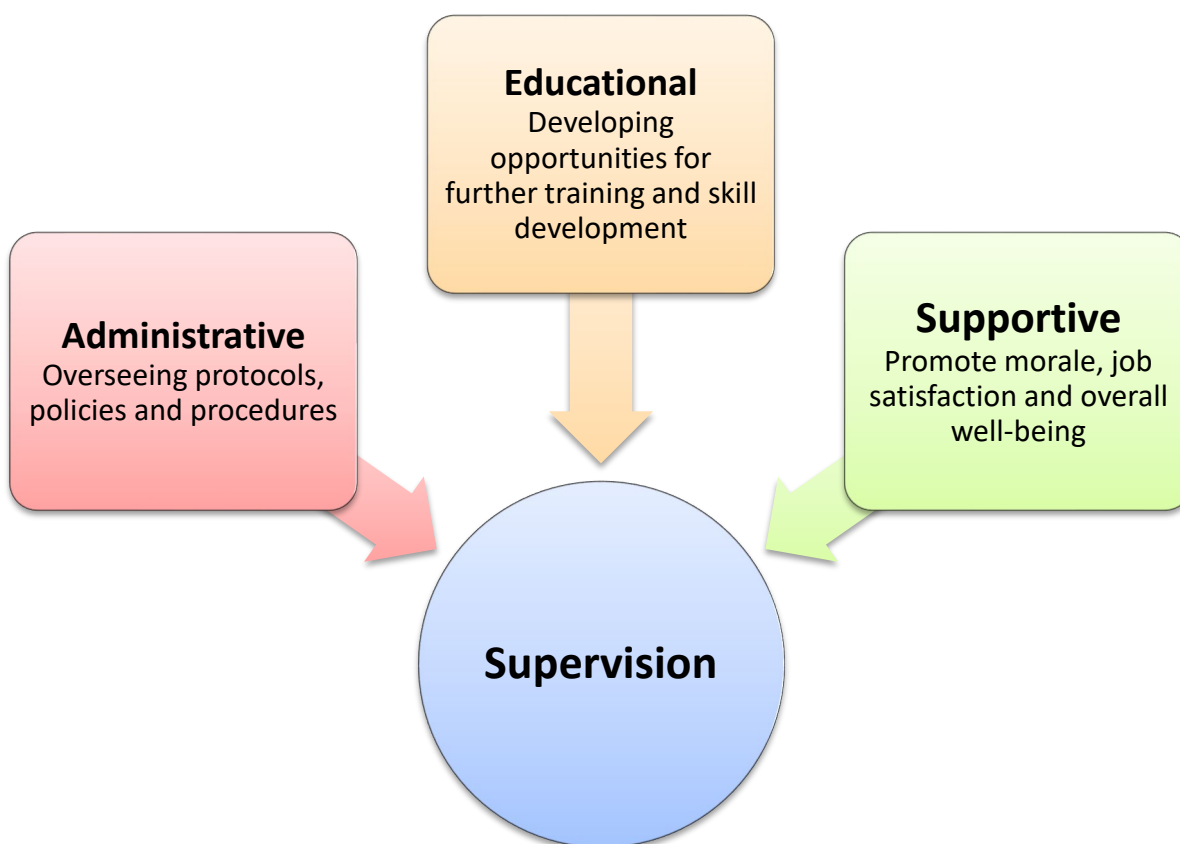 Educational
Developing
opportunities for
further training and skill
development
Administrative
Overseeing protocols,
policies and procedures
Supportive
Promote morale, job
satisfaction and overall
well-being
Supervision